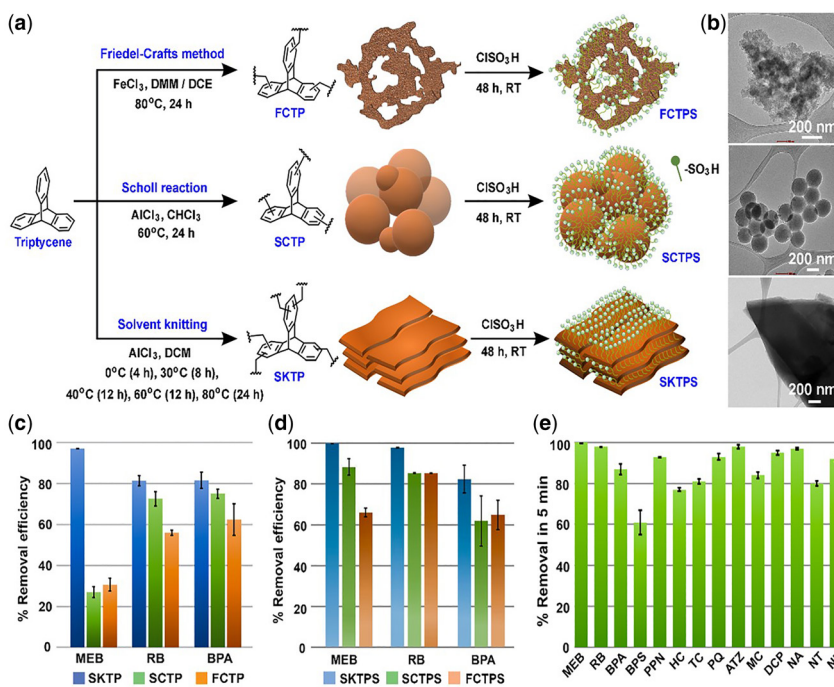 (a)
Friedel-Crafts method
FeCl3, DMM / DCE
80°C, 24 h
FCTP
ClSO3H
48 h, RT
FCTPS
Triptycene
Scholl reaction
AlCl3, CHCl3
60°C, 24 h
SCTP
ClSO3H
48 h, RT
-SO3H
SCTPS
Solvent knitting
AlCl3, DCM
0°C (4 h), 30°C (8 h),
40°C (12 h), 60°C (12 h), 80°C (24 h)
SKTP
ClSO3H
48 h, RT
SKTPS
(b)
200 nm
200 nm
200 nm
(c)
% Removal efficiency
100
80
60
40
20
0
MEB RB BPA
SKTP SCTP FCTP
(d)
% Removal efficiency
100
80
60
40
20
0
MEB RB BPA
SKTPS SCTPS FCTPS
(e)
% Removal in 5 min
100
80
60
40
20
0
MEB RB BPA BPS PPN HC TC PQ ATZ MC DCP NA NT